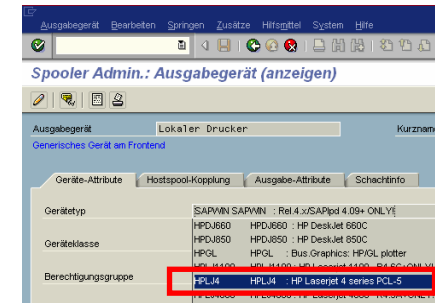 Ausgabegerät Bearbeiten Springen Zusätze Hilfsmittel System Hilfe
Spooler Admin.: Ausgabegerät (anzeigen)
Ausgabegerät Lokaler Drucker Kurzname
Generisches Gerät am Frontend
Geräte-Attribute Hostspool-Kopplung Ausgabe-Attribute Schachtinfo
Gerätetyp SAPWIN SAPWIN : Rel.4.x/SAPlpd 4.09+ ONLY!
HPDJ660 HPDJ660 : HP DeskJet 660C
Geräteklasse HPDJ850 HPDJ850 : HP DeskJet 850C
HPGL HPGL : Bus.Graphics: HP/GL plotter
Berechtigungsgruppe
HPLJ4 HPLJ4 : HP Laserjet 4 series PCL-5